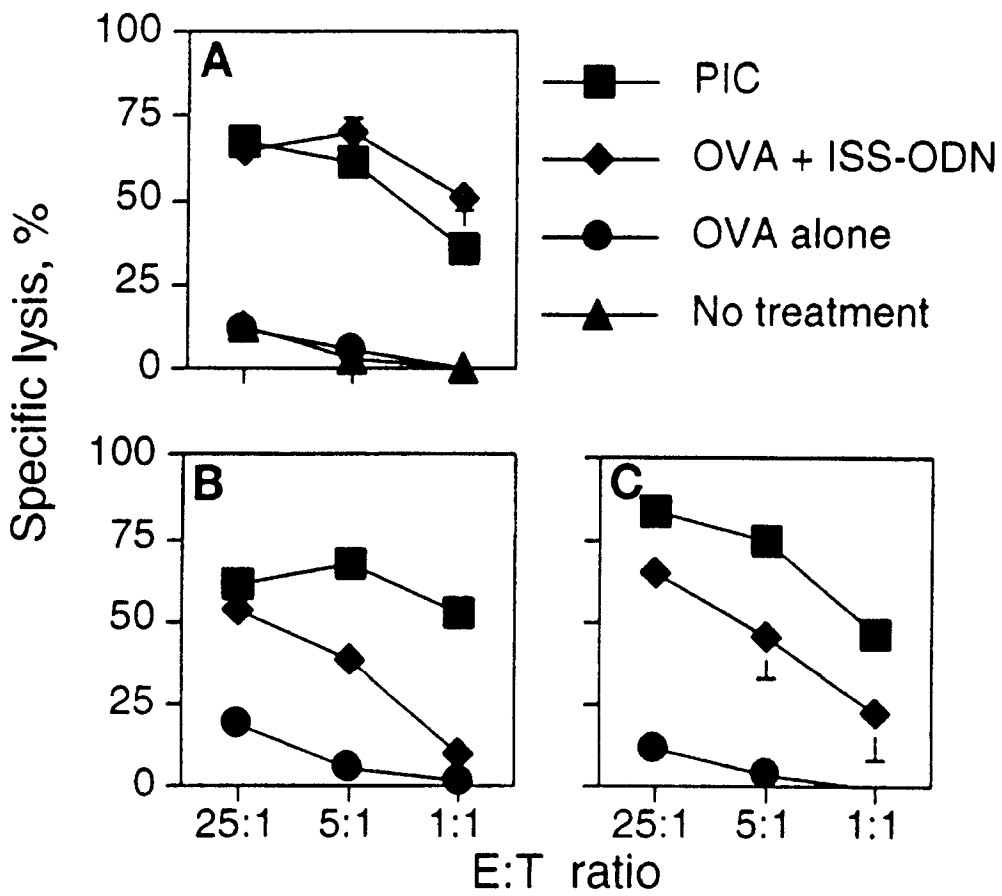 A
100
75
50
25
0
PIC
OVA + ISS-ODN
OVA alone
No treatment
Specific lysis, %
B
100
75
50
25
0
25:1 5:1 1:1
C
25:1 5:1 1:1
E:T ratio